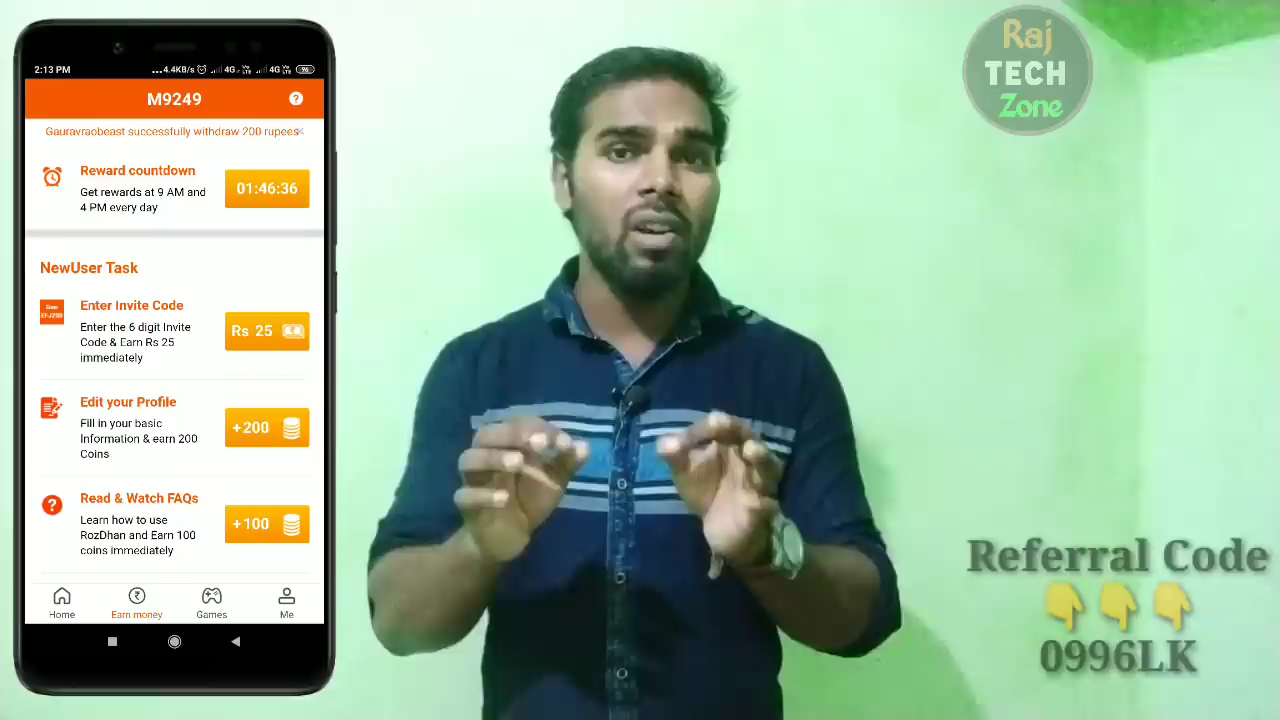 2:13 PM
4.4KB/s
4G
4G
96
M9249
Gauravraobeast successfully withdraw 200 rupees
Reward countdown
Get rewards at 9 AM and
4 PM every day
01:46:36
NewUser Task
Enter Invite Code
Enter the 6 digit Invite
Code & Earn Rs 25
immediately
Rs 25
Edit your Profile
Fill in your basic
Information & earn 200
Coins
+200
Read & Watch FAQs
Learn how to use
RozDhan and Earn 100
coins immediately
+100
Home
Earn money
Games
Me
Raj
TECH
Zone
Referral Code
0996LK